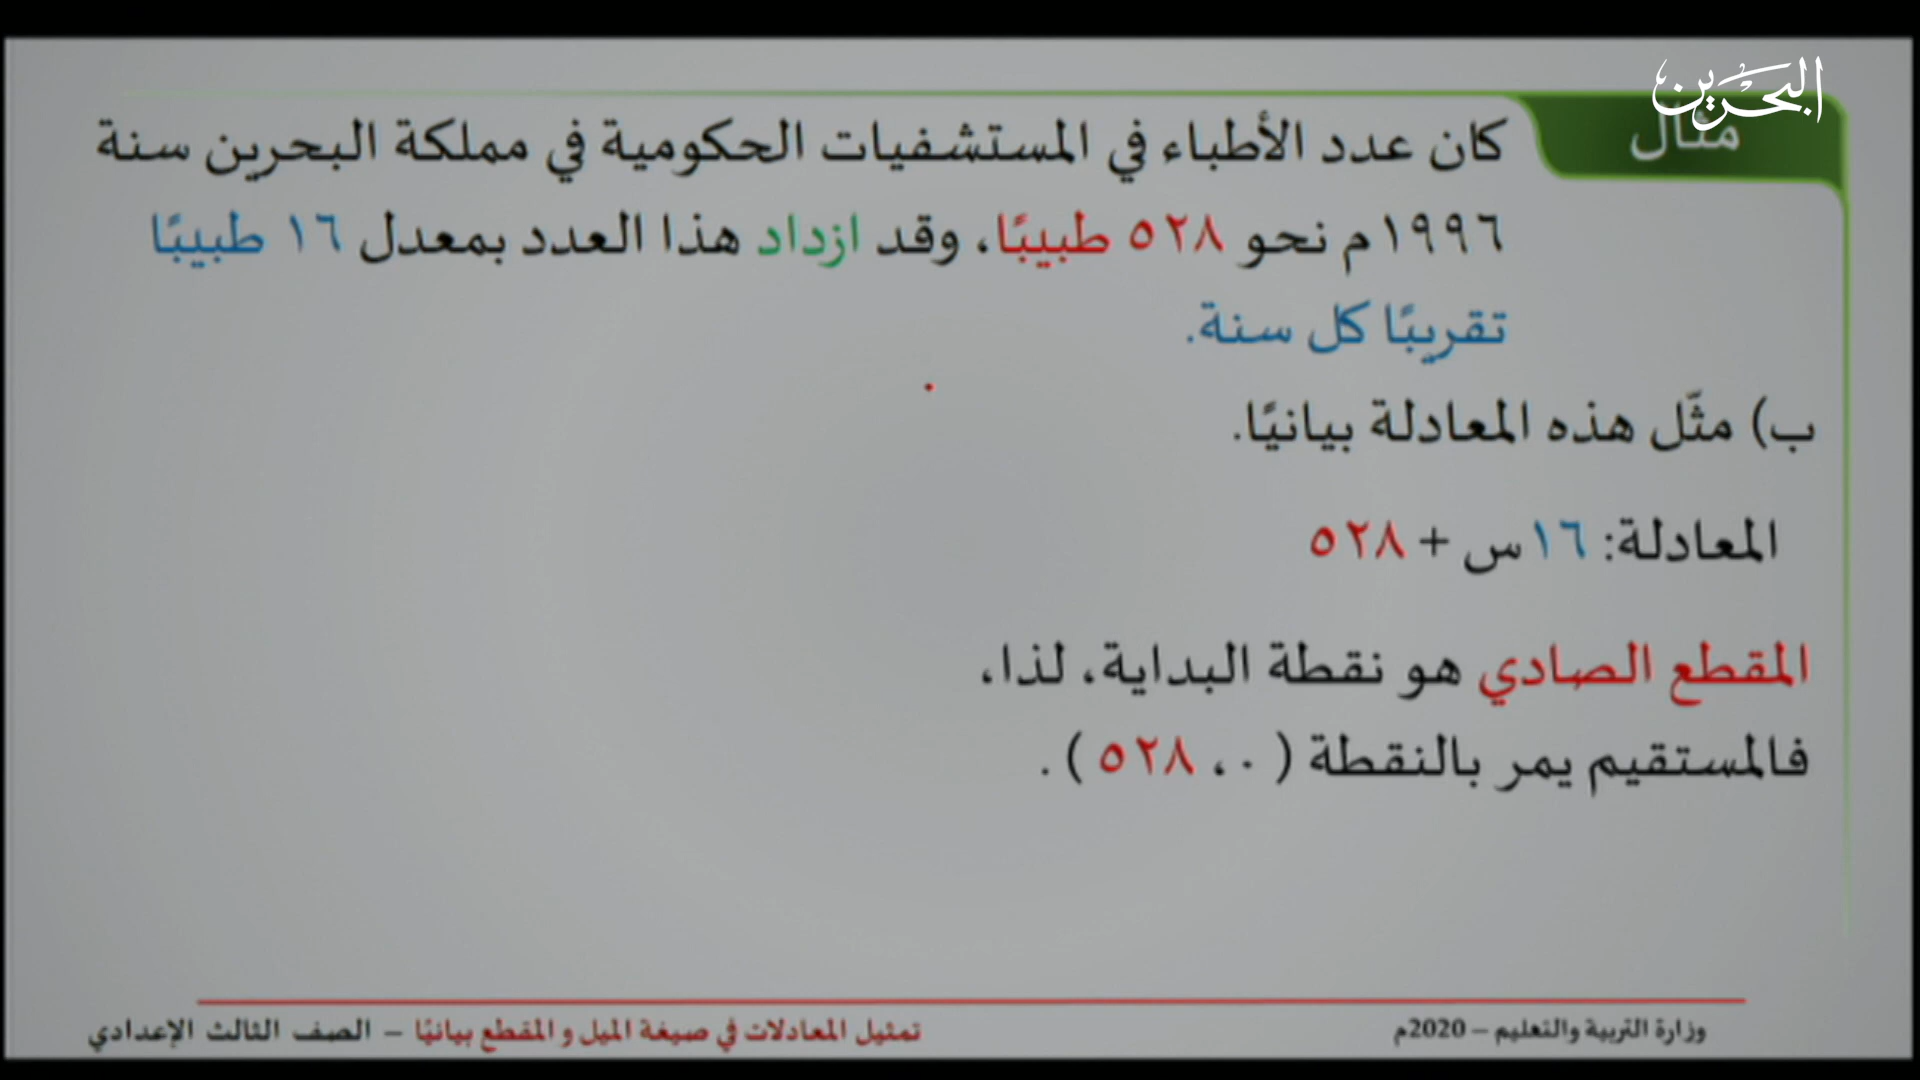 البحرين
مثال
كان عدد الأطباء في المستشفيات الحكومية في مملكة البحرين سنة
١٩٩٦م نحو ٥٢٨ طبيبًا، وقد ازداد هذا العدد بمعدل ١٦ طبيبًا
تقريبًا كل سنة.
ب) مثّل هذه المعادلة بيانيًا.
المعادلة: ١٦س + ٥٢٨
المقطع الصادي هو نقطة البداية، لذا،
فالمستقيم يمر بالنقطة ( ٠، ٥٢٨ ) .
وزارة التربية والتعليم – 2020م
تمثيل المعادلات في صيغة الميل و المقطع بيانيًا – الصف الثالث الإعدادي